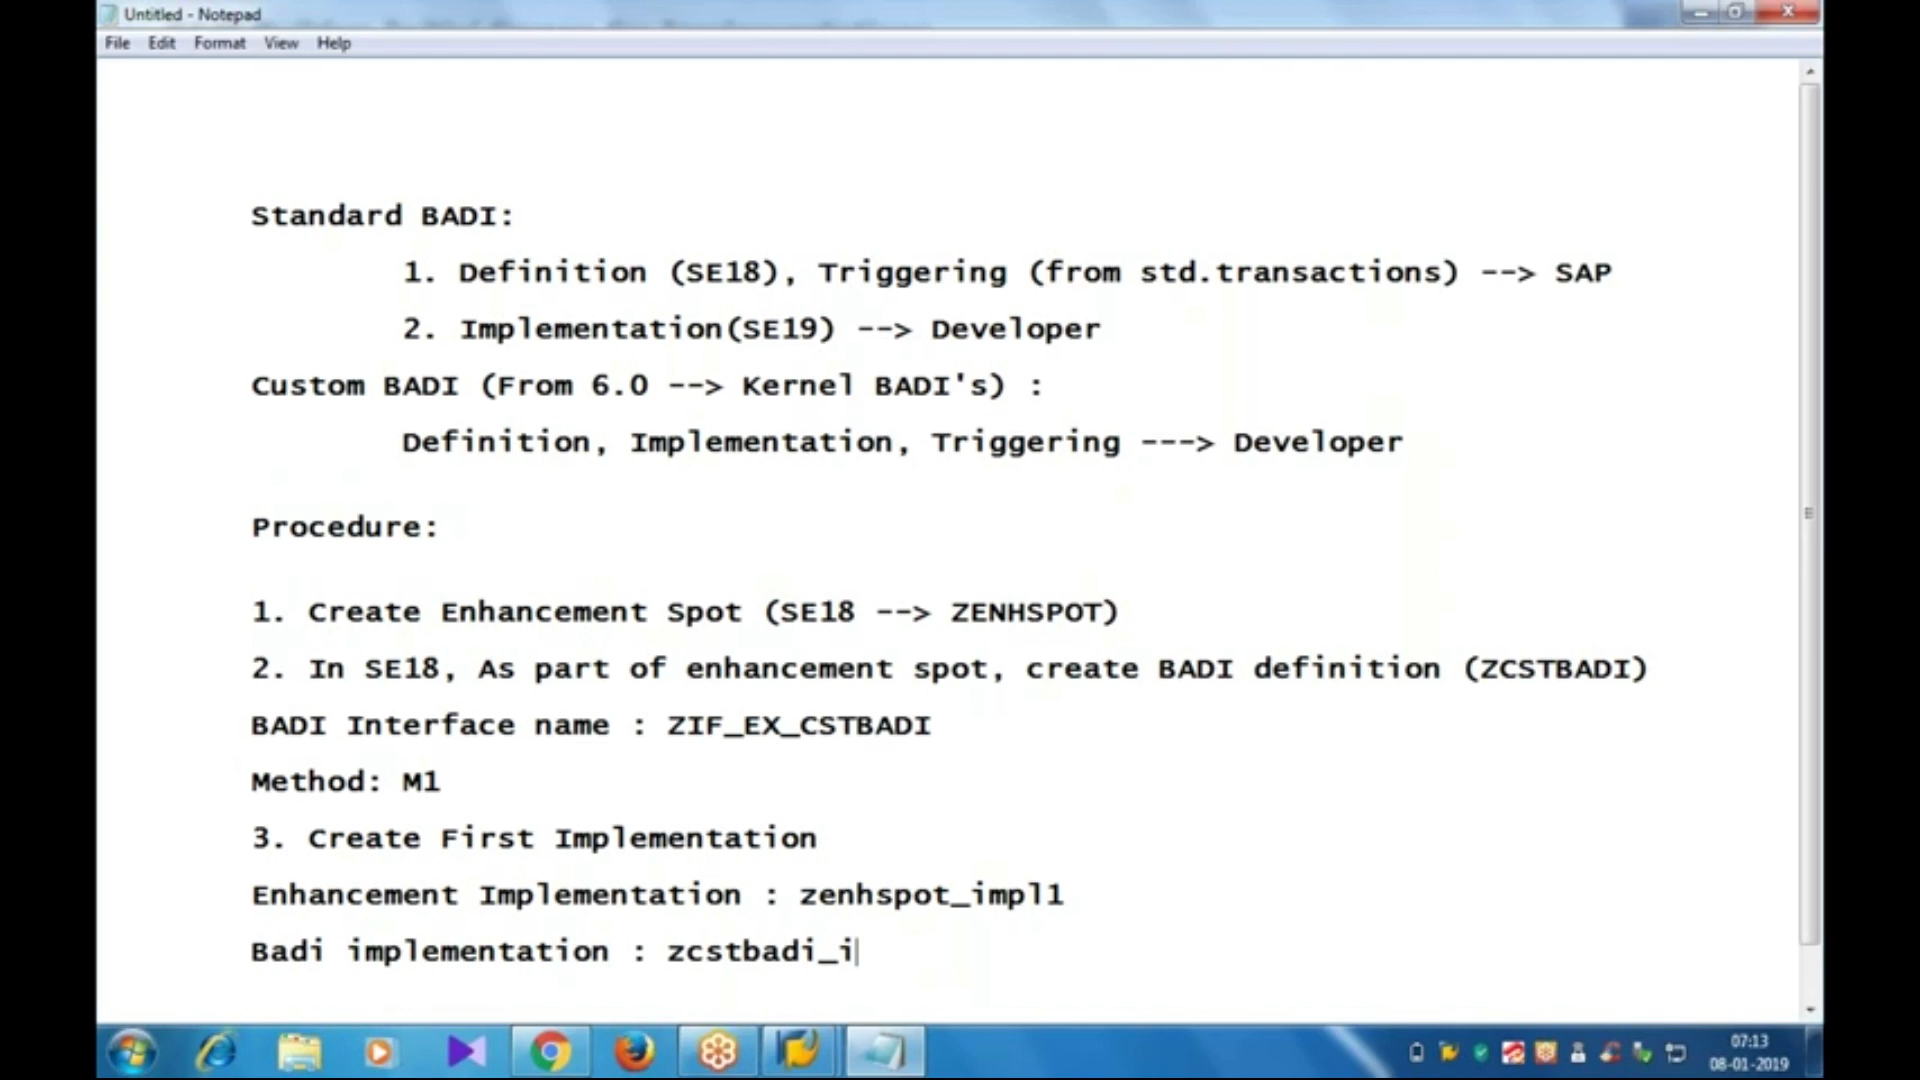 Untitled - Notepad
File Edit Format View Help
Standard BADI:
1. Definition (SE18), Triggering (from std.transactions) --> SAP
2. Implementation(SE19) --> Developer
Custom BADI (From 6.0 --> Kernel BADI's) :
Definition, Implementation, Triggering ---> Developer
Procedure:
1. Create Enhancement Spot (SE18 --> ZENHSPOT)
2. In SE18, As part of enhancement spot, create BADI definition (ZCSTBADI)
BADI Interface name : ZIF_EX_CSTBADI
Method: M1
3. Create First Implementation
Enhancement Implementation : zenhspot_impl1
Badi implementation : zcstbadi_i
07:13
08-01-2019